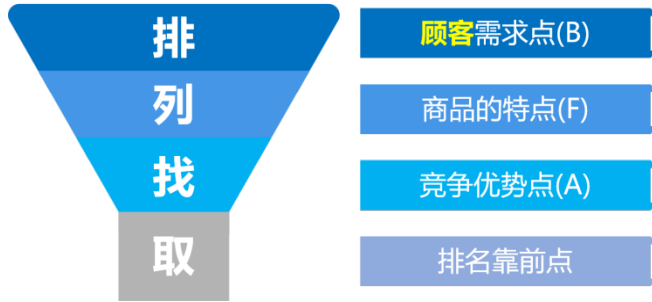 排
顾客需求点(B)
列
商品的特点(F)
找
竞争优势点(A)
取
排名靠前点